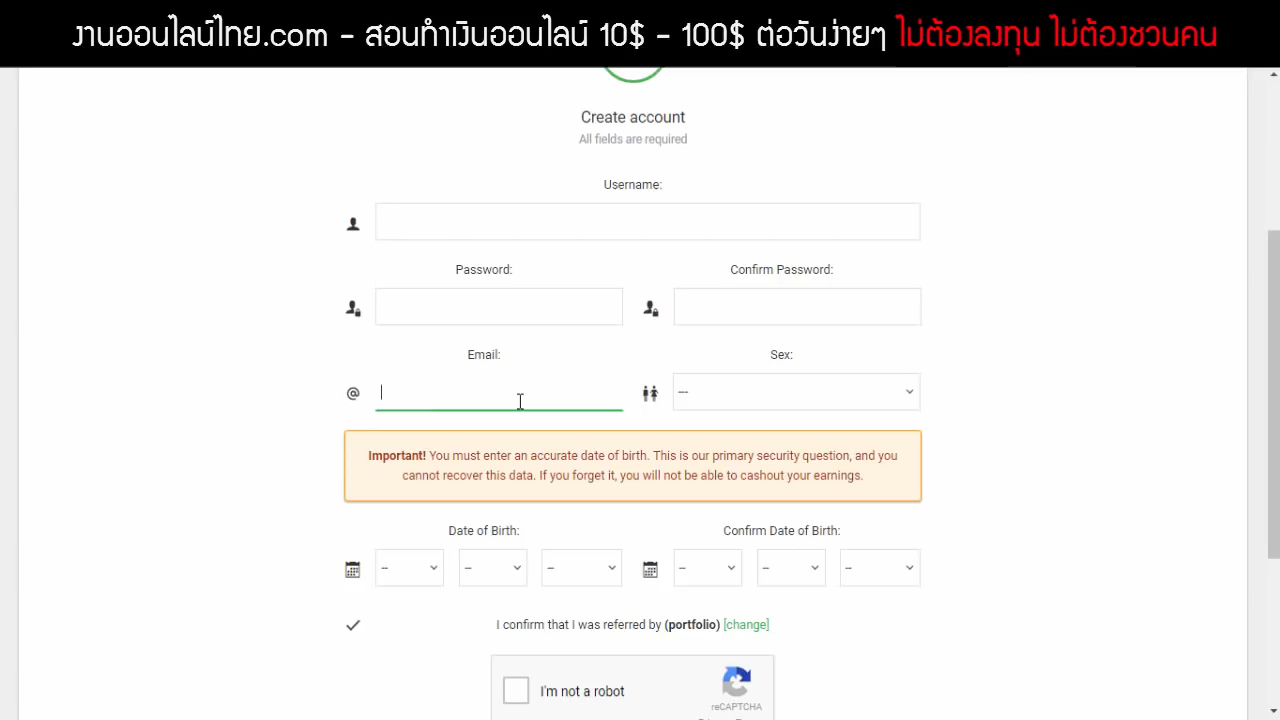 งานออนไลน์ไทย.com - สอนทำเงินออนไลน์ 10$ - 100$ ต่อวันง่ายๆ ไม่ต้องลงทุน ไม่ต้องชวนคน
Create account
All fields are required
Username:
Password:
Confirm Password:
Email:
Sex:
@
---
Important! You must enter an accurate date of birth. This is our primary security question, and you
cannot recover this data. If you forget it, you will not be able to cashout your earnings.
Date of Birth:
Confirm Date of Birth:
-- -- -- -- -- --
I confirm that I was referred by (portfolio) [change]
I'm not a robot
reCAPTCHA